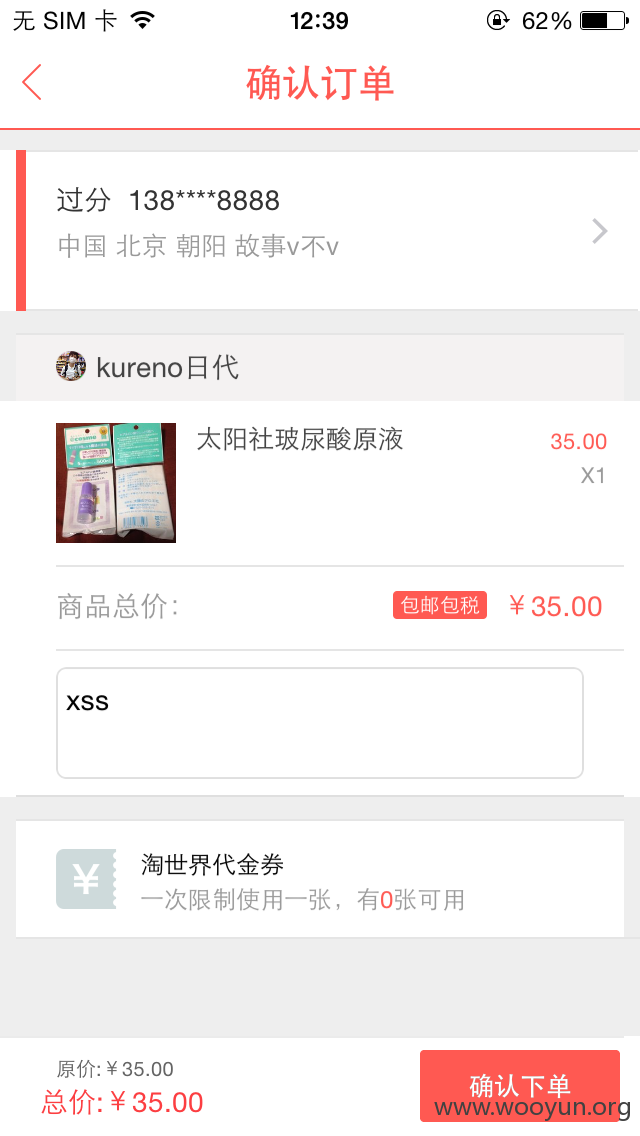 无 SIM 卡 12:39 62%
确认订单
过分 138****8888
中国 北京 朝阳 故事v不v
kureno日代
cosme
太阳社玻尿酸原液 35.00
X1
商品总价: 包邮包税 ￥35.00
xss
¥ 淘世界代金券
一次限制使用一张，有0张可用
原价:￥35.00
总价:￥35.00
确认下单
www.wooyun.org